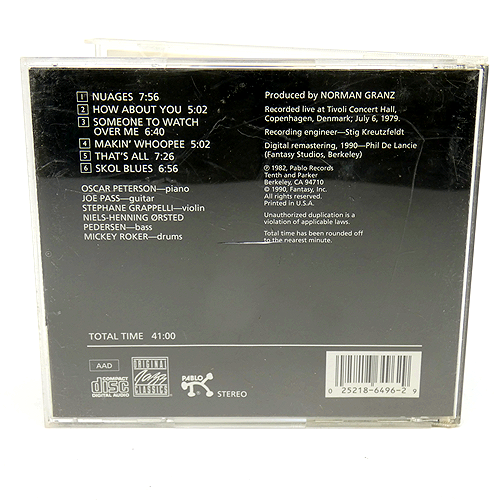 1 NUAGES 7:56
2 HOW ABOUT YOU 5:02
3 SOMEONE TO WATCH
OVER ME 6:40
4 MAKIN' WHOOPEE 5:02
5 THAT'S ALL 7:26
6 SKOL BLUES 6:56
OSCAR PETERSON—piano
JOE PASS—guitar
STEPHANE GRAPPELLI—violin
NIELS-HENNING ØRSTED
PEDERSEN—bass
MICKEY ROKER—drums
Produced by NORMAN GRANZ
Recorded live at Tivoli Concert Hall,
Copenhagen, Denmark; July 6, 1979.
Recording engineer—Stig Kreutzfeldt
Digital remastering, 1990—Phil De Lancie
(Fantasy Studios, Berkeley)
℗ 1982, Pablo Records
Tenth and Parker
Berkeley, CA 94710
© 1990, Fantasy, Inc.
All rights reserved.
Printed in U.S.A.
Unauthorized duplication is a
violation of applicable laws.
Total time has been rounded off
to the nearest minute.
TOTAL TIME 41:00
AAD
COMPACT
disc
DIGITAL AUDIO
ORIGINAL
Jazz
CLASSICS
PABLO
STEREO
0 25218-6496-2 9